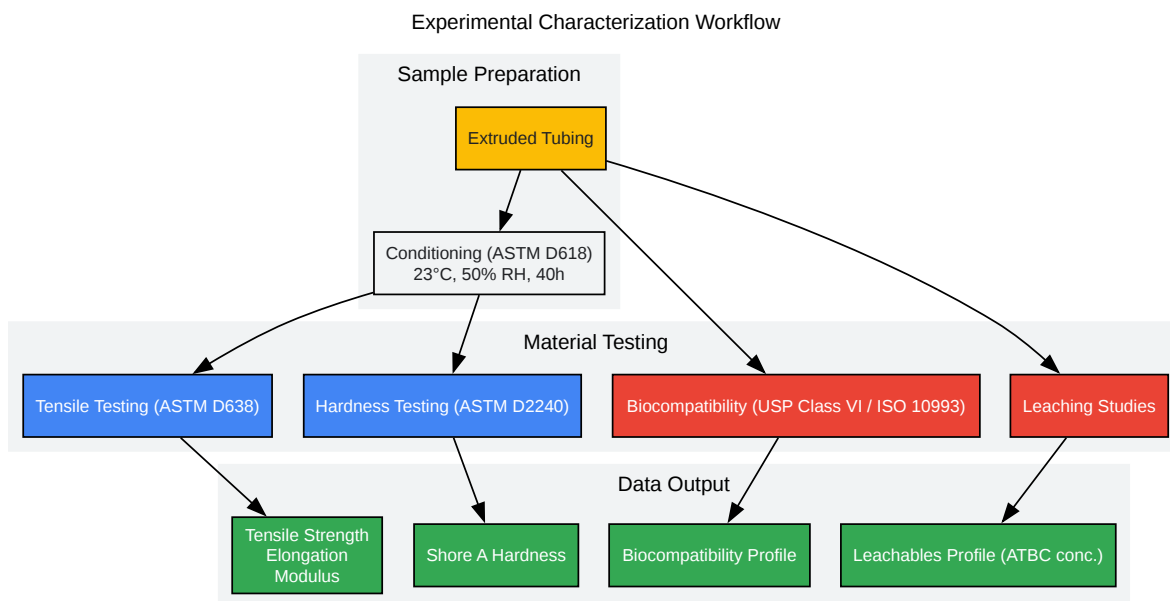 Experimental Characterization Workflow
Sample Preparation
Extruded Tubing
Conditioning (ASTM D618)
23°C, 50% RH, 40h
Material Testing
Tensile Testing (ASTM D638)
Hardness Testing (ASTM D2240)
Biocompatibility (USP Class VI / ISO 10993)
Leaching Studies
Data Output
Tensile Strength
Elongation
Modulus
Shore A Hardness
Biocompatibility Profile
Leachables Profile (ATBC conc.)